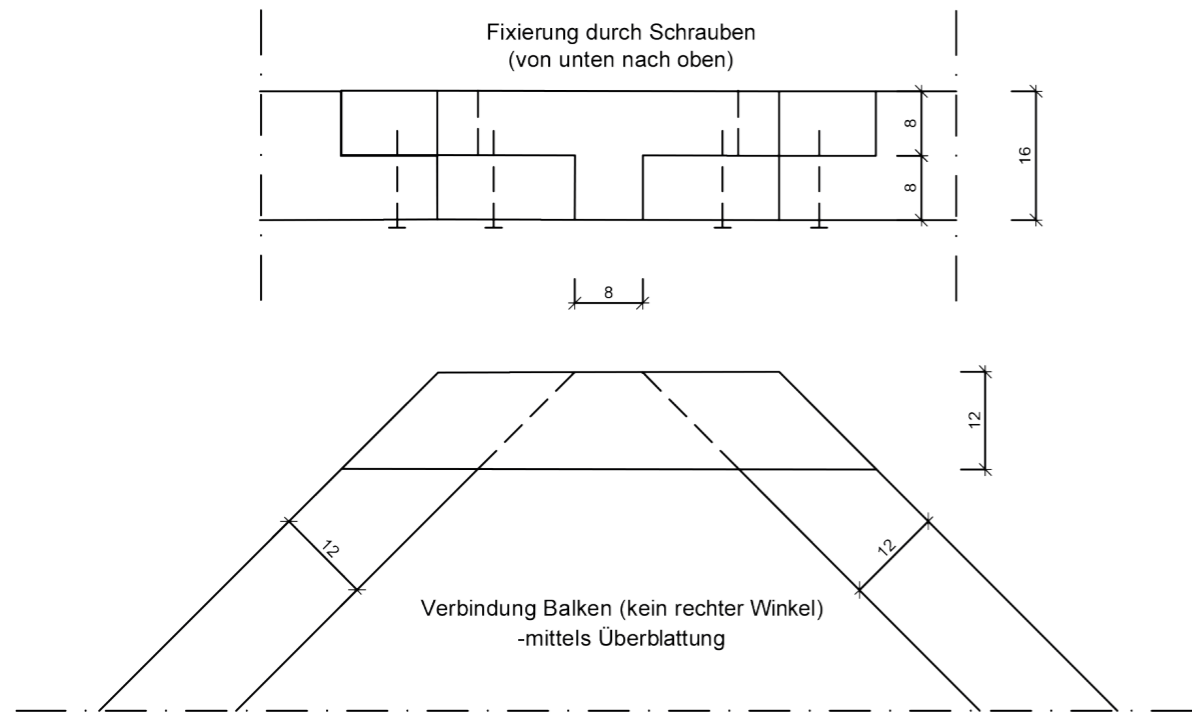 Fixierung durch Schrauben
(von unten nach oben)
8
16
8
8
12
12
12
Verbindung Balken (kein rechter Winkel)
-mittels Überblattung